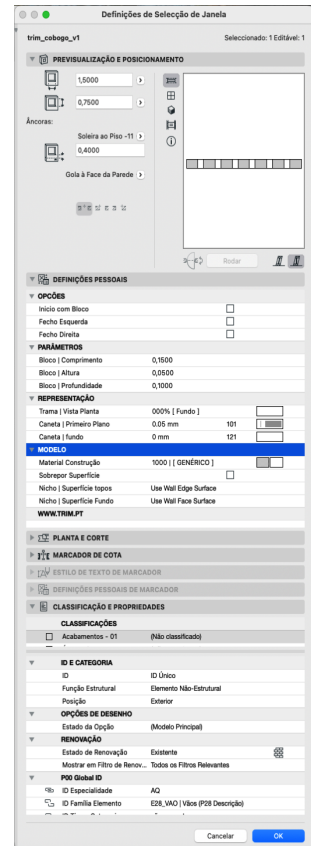 Definições de Selecção de Janela
trim_cobogo_v1 Seleccionado: 1 Editável: 1
PREVISUALIZAÇÃO E POSICIONAMENTO
1,5000
0,7500
Âncoras:
Soleira ao Piso -11
0,4000
Gola à Face da Parede
Rodar
DEFINIÇÕES PESSOAIS
OPCÕES
Inicio com Bloco
Fecho Esquerda
Fecho Direita
PARÂMETROS
Bloco | Comprimento 0,1500
Bloco | Altura 0,0500
Bloco | Profundidade 0,1000
REPRESENTAÇÃO
Trama | Vista Planta 000% [ Fundo ]
Caneta | Primeiro Plano 0.05 mm 101
Caneta | fundo 0 mm 121
MODELO
Material Construção 1000 | [ GENÉRICO ]
Sobrepor Superfície
Nicho | Superfície topos Use Wall Edge Surface
Nicho | Superfície Fundo Use Wall Face Surface
WWW.TRIM.PT
PLANTA E CORTE
MARCADOR DE COTA
ESTILO DE TEXTO DE MARCADOR
DEFINIÇÕES PESSOAIS DE MARCADOR
CLASSIFICAÇÃO E PROPRIEDADES
CLASSIFICAÇÕES
Acabamentos - 01 (Não classificado)
ID E CATEGORIA
ID ID Único
Função Estrutural Elemento Não-Estrutural
Posição Exterior
OPÇÕES DE DESENHO
Estado da Opção (Modelo Principal)
RENOVAÇÃO
Estado de Renovação Existente
Mostrar em Filtro de Renov... Todos os Filtros Relevantes
P00 Global ID
ID Especialidade AQ
ID Família Elemento E28_VAO | Vãos (P28 Descrição)
Cancelar OK